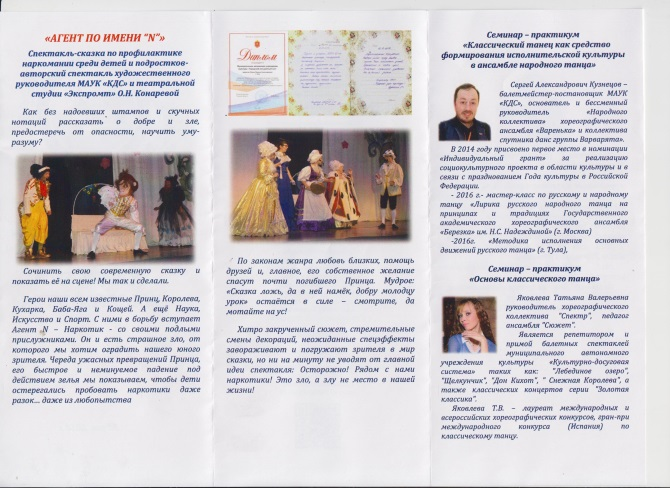 «АГЕНТ ПО ИМЕНИ “N”»
Спектакль-сказка по профилактике
наркомании среди детей и подростков-
авторский спектакль художественного
руководителя МАУК «КДС» и театральной
студии «Экспромт» О.Н. Конаревой
Как без надоевших штампов и скучных
нотаций рассказать о добре и зле,
предостеречь от опасности, научить уму-
разуму?
Сочинить свою современную сказку и
показать её на сцене! Мы так и сделали.
Герои наши всем известные Принц, Королева,
Кухарка, Баба-Яга и Кощей. А ещё Наука,
Искусство и Спорт. С ними в борьбу вступает
Агент N – Наркотик - со своими подлыми
прислужниками. Он и есть страшное зло, от
которого мы хотим оградить нашего юного
зрителя. Череда ужасных превращений Принца,
его быстрое и неминуемое падение под
действием зелья мы показываем, чтобы дети
остерегались пробовать наркотики даже
разок... даже из любопытства
Диплом
По законам жанра любовь близких, помощь
друзей и, главное, его собственное желание
спасут почти погибшего Принца. Мудрое:
«Сказка ложь, да в ней намёк, добру молодцу
урок» остаётся в силе – смотрите, да
мотайте на ус!
Хитро закрученный сюжет, стремительные
смены декораций, неожиданные спецэффекты
завораживают и погружают зрителя в мир
сказки, но ни на минуту не уводят от главной
идеи спектакля: Осторожно! Рядом с нами
наркотики! Это зло, а злу не место в нашей
жизни!
Семинар – практикум
«Классический танец как средство
формирования исполнительской культуры
в ансамбле народного танца»
Сергей Александрович Кузнецов –
балетмейстер-постановщик МАУК
«КДС», основатель и бессменный
руководитель «Народного
коллектива» хореографического
ансамбля «Варенька» и коллектива
спутника данс группы Варварята».
В 2014 году присвоено первое место в номинации
«Индивидуальный грант» за реализацию
социокультурного проекта в области культуры и в
связи с празднованием Года культуры в Российской
Федерации.
- 2016 г.- мастер-класс по русскому и народному
танцу «Лирика русского народного танца на
принципах и традициях Государственного
академического хореографического ансамбля
«Березка» им. Н.С. Надеждиной» (г. Москва)
-2016г. «Методика исполнения основных
движений русского танца» (г. Тула),
Семинар – практикум
«Основы классического танца»
Яковлева Татьяна Валерьевна
руководитель хореографического
коллектива "Спектр", педагог
ансамбля "Сюжет".
Является репетитором и
примой балетных спектаклей
муниципального автономного
учреждения культуры «Культурно-досуговая
система» таких как: "Лебединое озеро",
"Щелкунчик", "Дон Кихот", " Снежная Королева", а
также классических концертов серии "Золотая
классика".
Яковлева Т.В. – лауреат международных и
всероссийских хореографических конкурсов, гран-при
международного конкурса (Испания) по
классическому танцу.